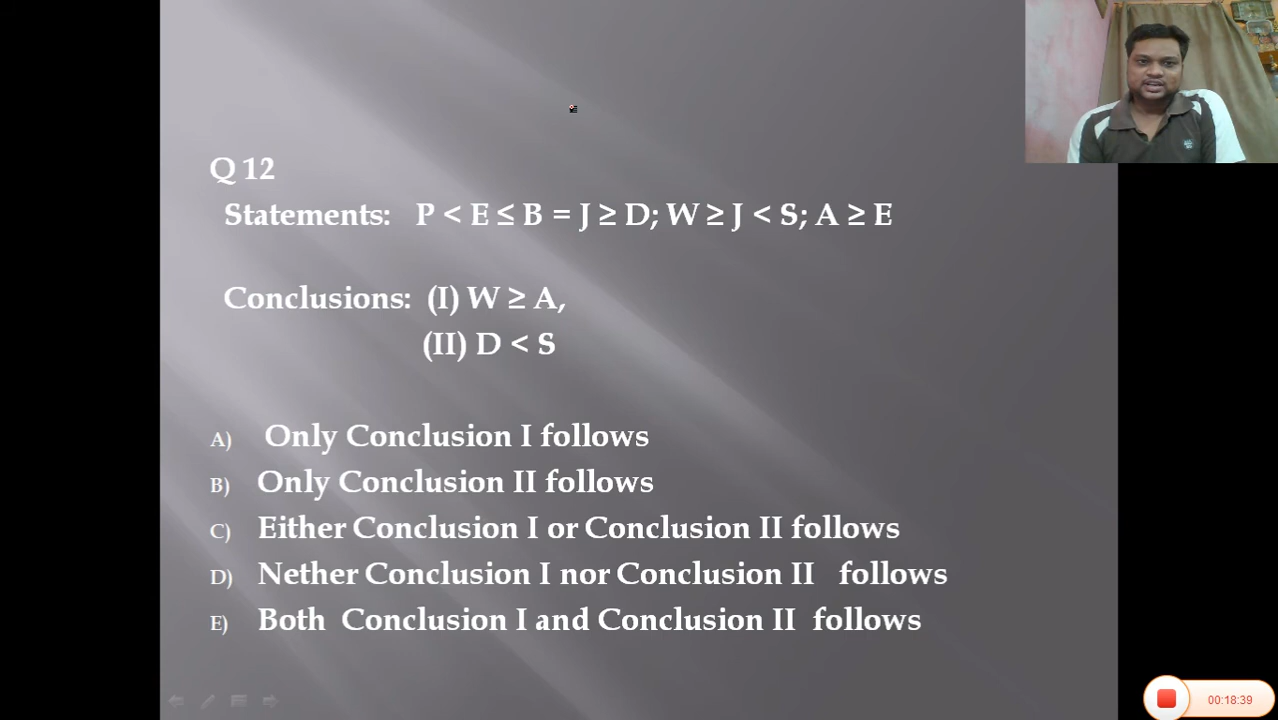 Q 12
Statements: P < E ≤ B = J ≥ D; W ≥ J < S; A ≥ E
Conclusions: (I) W ≥ A,
(II) D < S
A) Only Conclusion I follows
B) Only Conclusion II follows
C) Either Conclusion I or Conclusion II follows
D) Nether Conclusion I nor Conclusion II follows
E) Both Conclusion I and Conclusion II follows
00:18:39